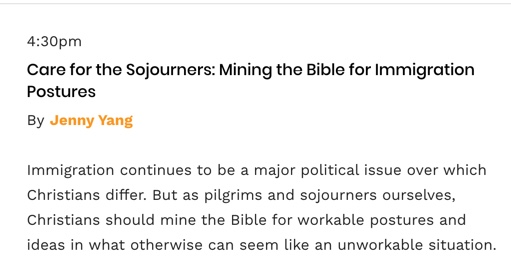 4:30pm
Care for the Sojourners: Mining the Bible for Immigration
Postures
By Jenny Yang
Immigration continues to be a major political issue over which
Christians differ. But as pilgrims and sojourners ourselves,
Christians should mine the Bible for workable postures and
ideas in what otherwise can seem like an unworkable situation.